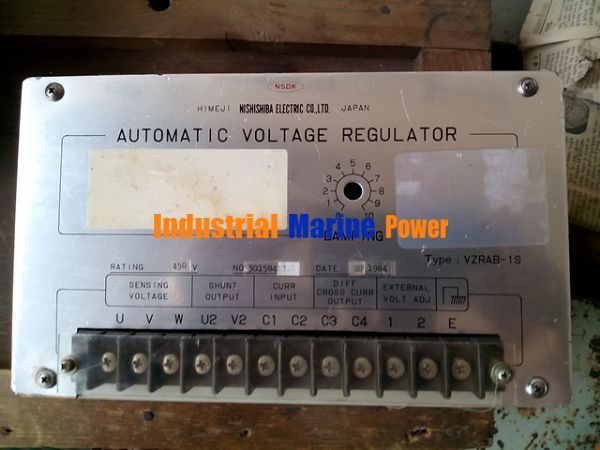 NSDK
HIMEJI NISHISHIBA ELECTRIC CO.,LTD. JAPAN
AUTOMATIC VOLTAGE REGULATOR
1 2 3 4 5 6 7 8 9 10
DAMPING
Industrial Marine Power
Type : VZRAB-1S
RATING 450 V NO 301584 DATE 1984
SENSING VOLTAGE
SHUNT OUTPUT
CURR INPUT
DIFF CROSS CURR OUTPUT
EXTERNAL VOLT ADJ
U V W U2 V2 C1 C2 C3 C4 1 2 E